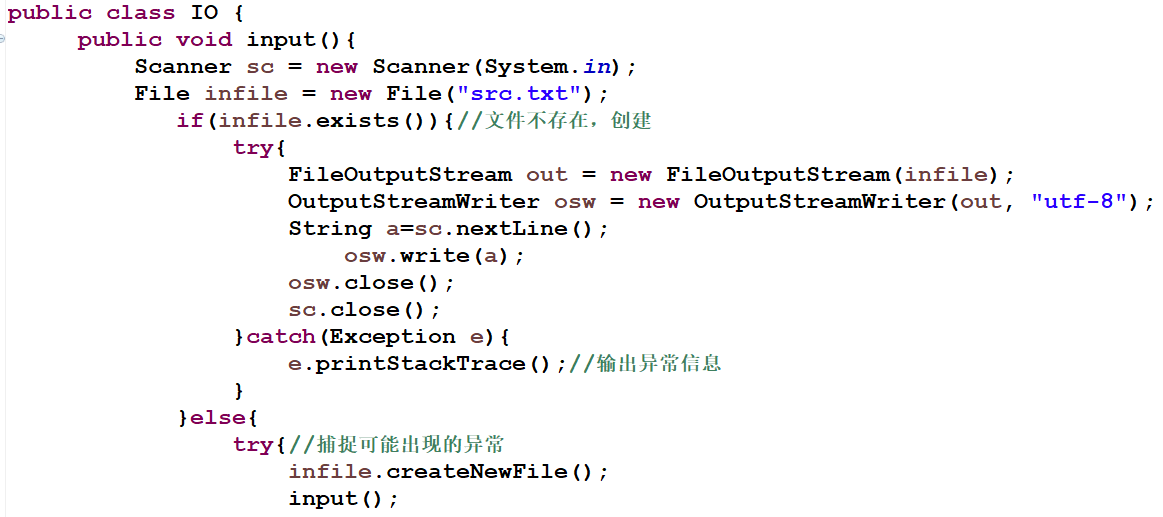 public class IO {
public void input(){
Scanner sc = new Scanner(System.in);
File infile = new File("src.txt");
if(infile.exists()){//文件不存在，创建
try{
FileOutputStream out = new FileOutputStream(infile);
OutputStreamWriter osw = new OutputStreamWriter(out, "utf-8");
String a=sc.nextLine();
osw.write(a);
osw.close();
sc.close();
}catch(Exception e){
e.printStackTrace();//输出异常信息
}
}else{
try{//捕捉可能出现的异常
infile.createNewFile();
input();